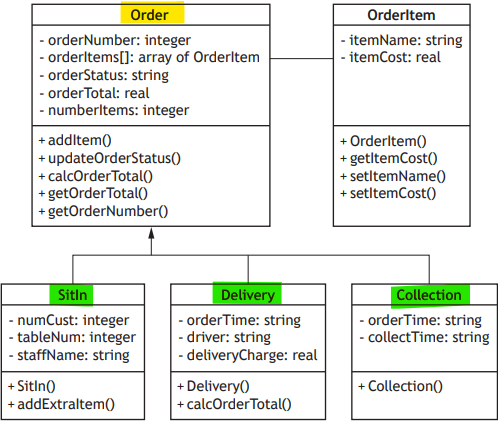 Order
- orderNumber: integer
- orderItems[]: array of OrderItem
- orderStatus: string
- orderTotal: real
- numberItems: integer
+ addItem()
+ updateOrderStatus()
+ calcOrderTotal()
+ getOrderTotal()
+ getOrderNumber()
OrderItem
- itemName: string
- itemCost: real
+ OrderItem()
+ getItemCost()
+ setItemName()
+ setItemCost()
SitIn
- numCust: integer
- tableNum: integer
- staffName: string
+ SitIn()
+ addExtraItem()
Delivery
- orderTime: string
- driver: string
- deliveryCharge: real
+ Delivery()
+ calcOrderTotal()
Collection
- orderTime: string
- collectTime: string
+ Collection()